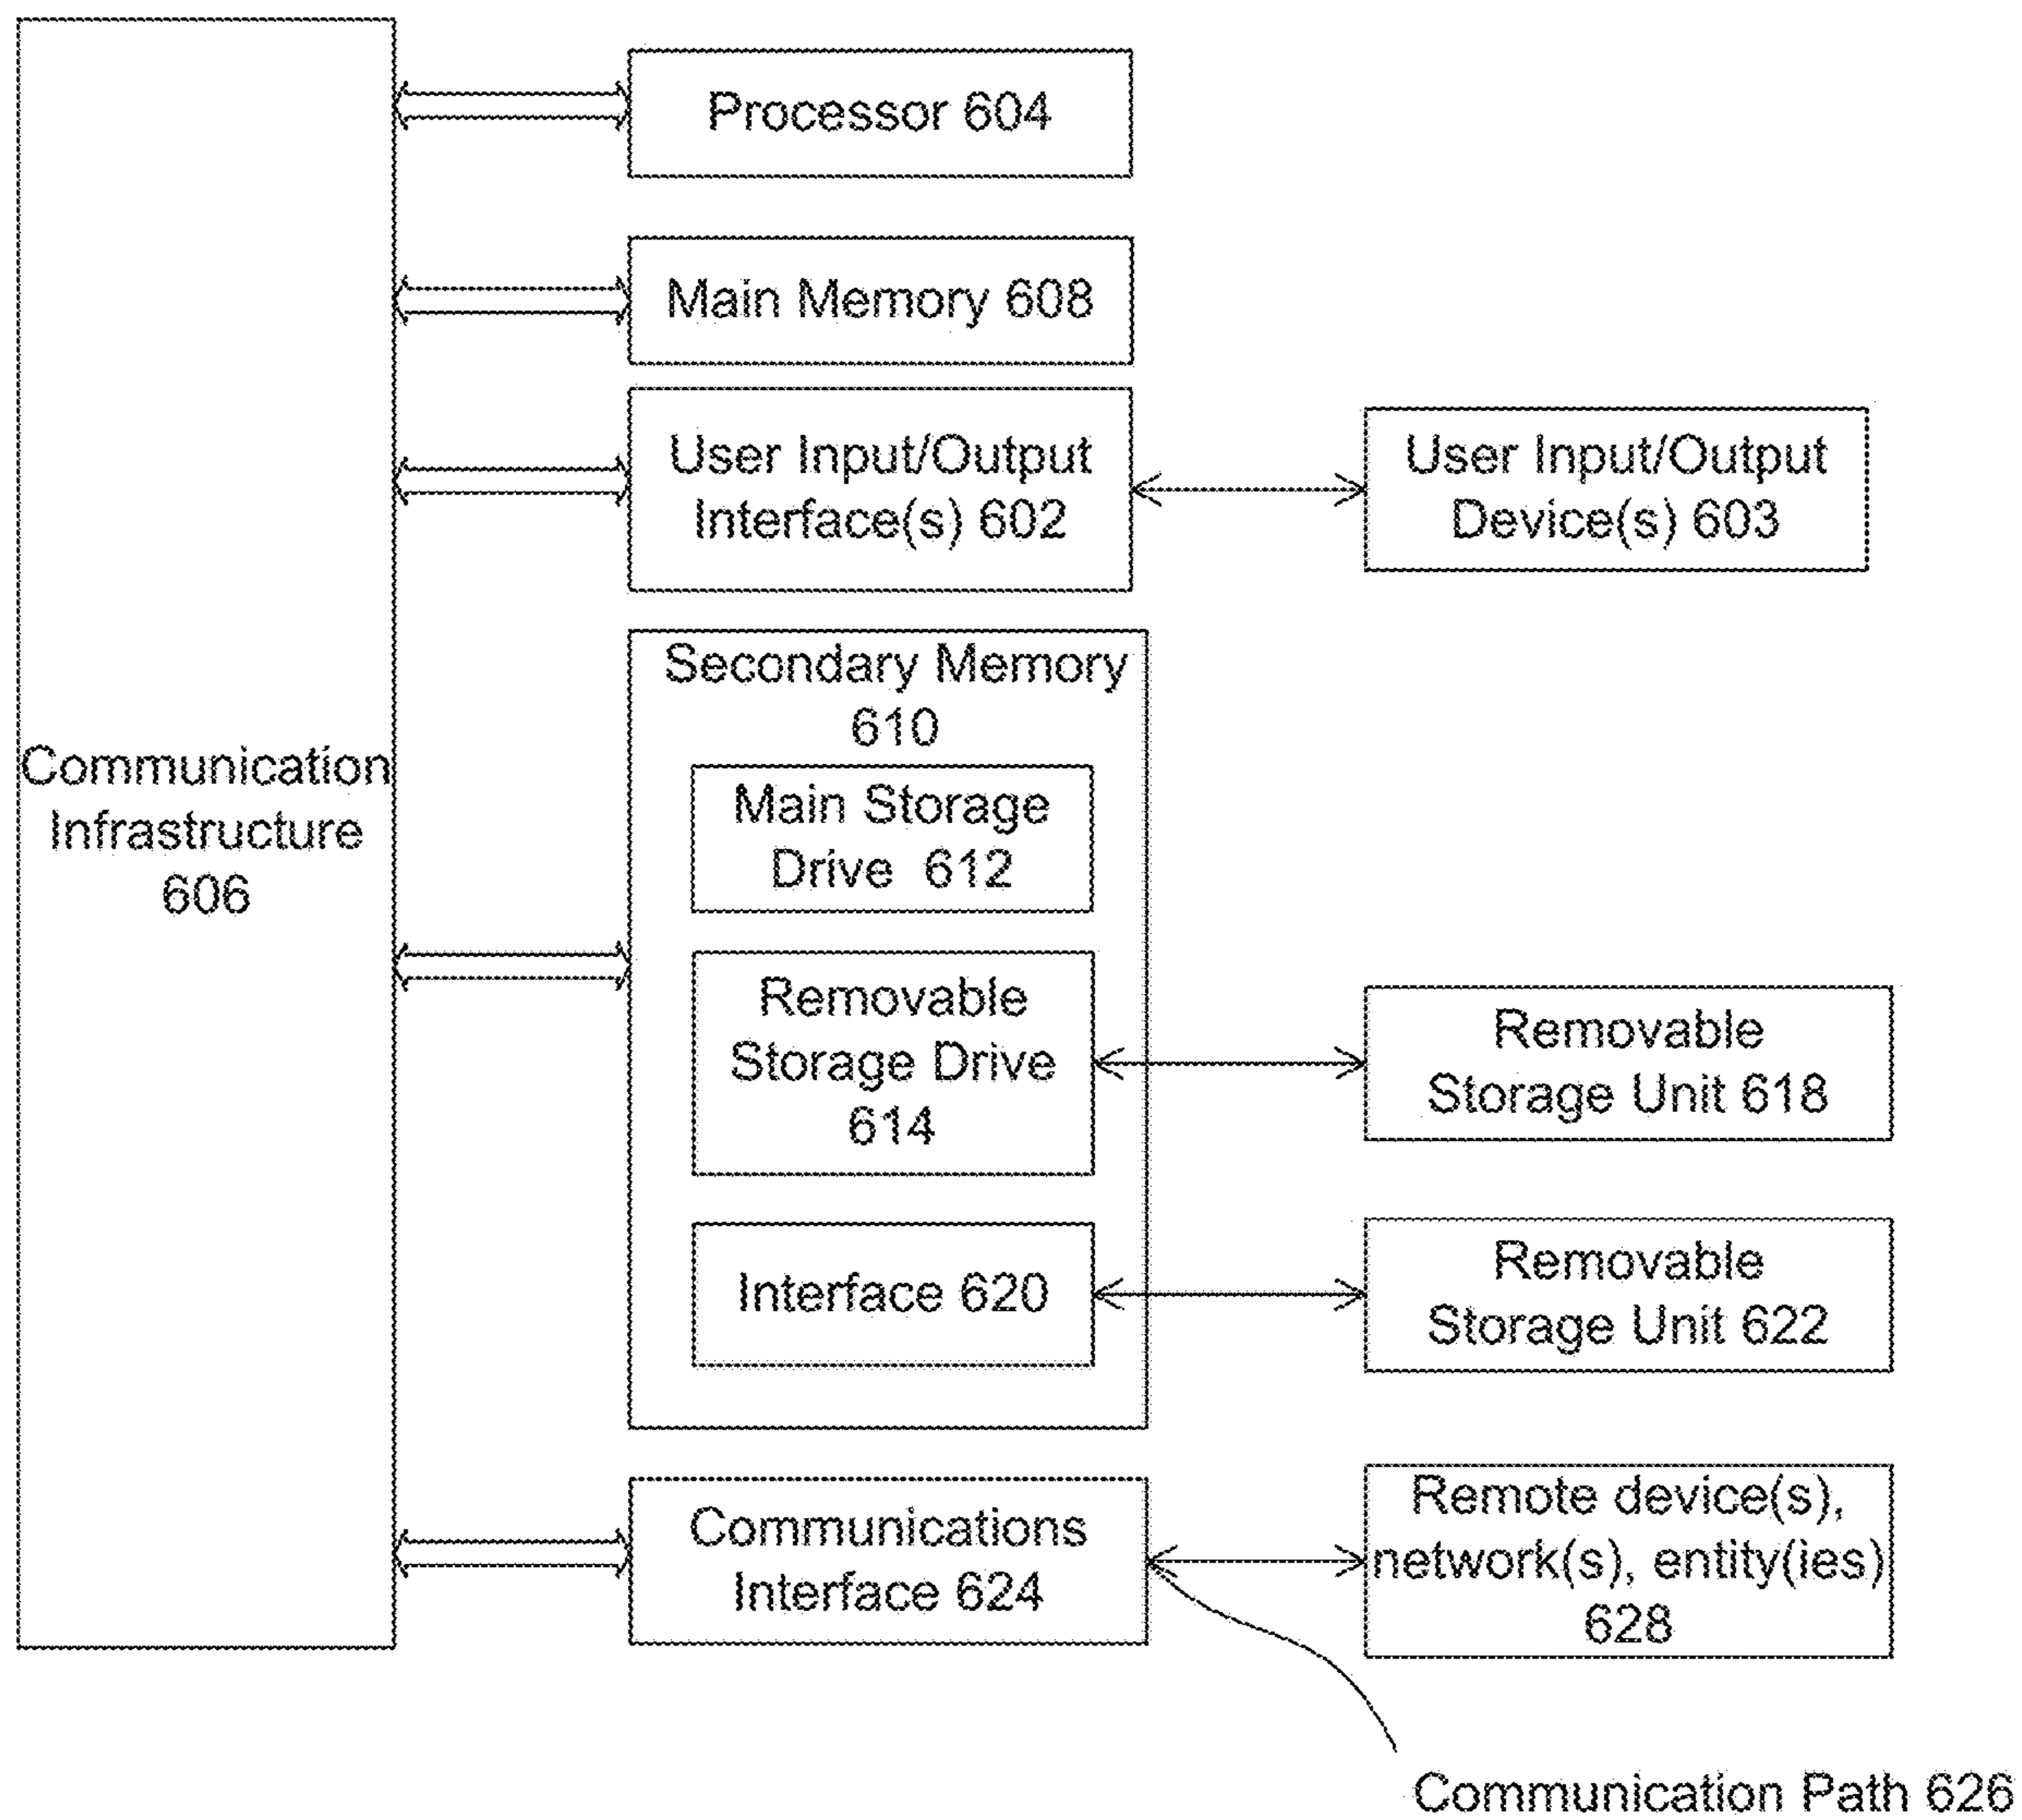 Processor 604
Main Memory 608
User Input/Output
Interface(s) 602
User Input/Output
Device(s) 603
Communication
Infrastructure
606
Secondary Memory
610
Main Storage
Drive 612
Removable
Storage Drive
614
Removable
Storage Unit 618
Interface 620
Removable
Storage Unit 622
Communications
Interface 624
Remote device(s),
network(s), entity(ies)
628
Communication Path 626